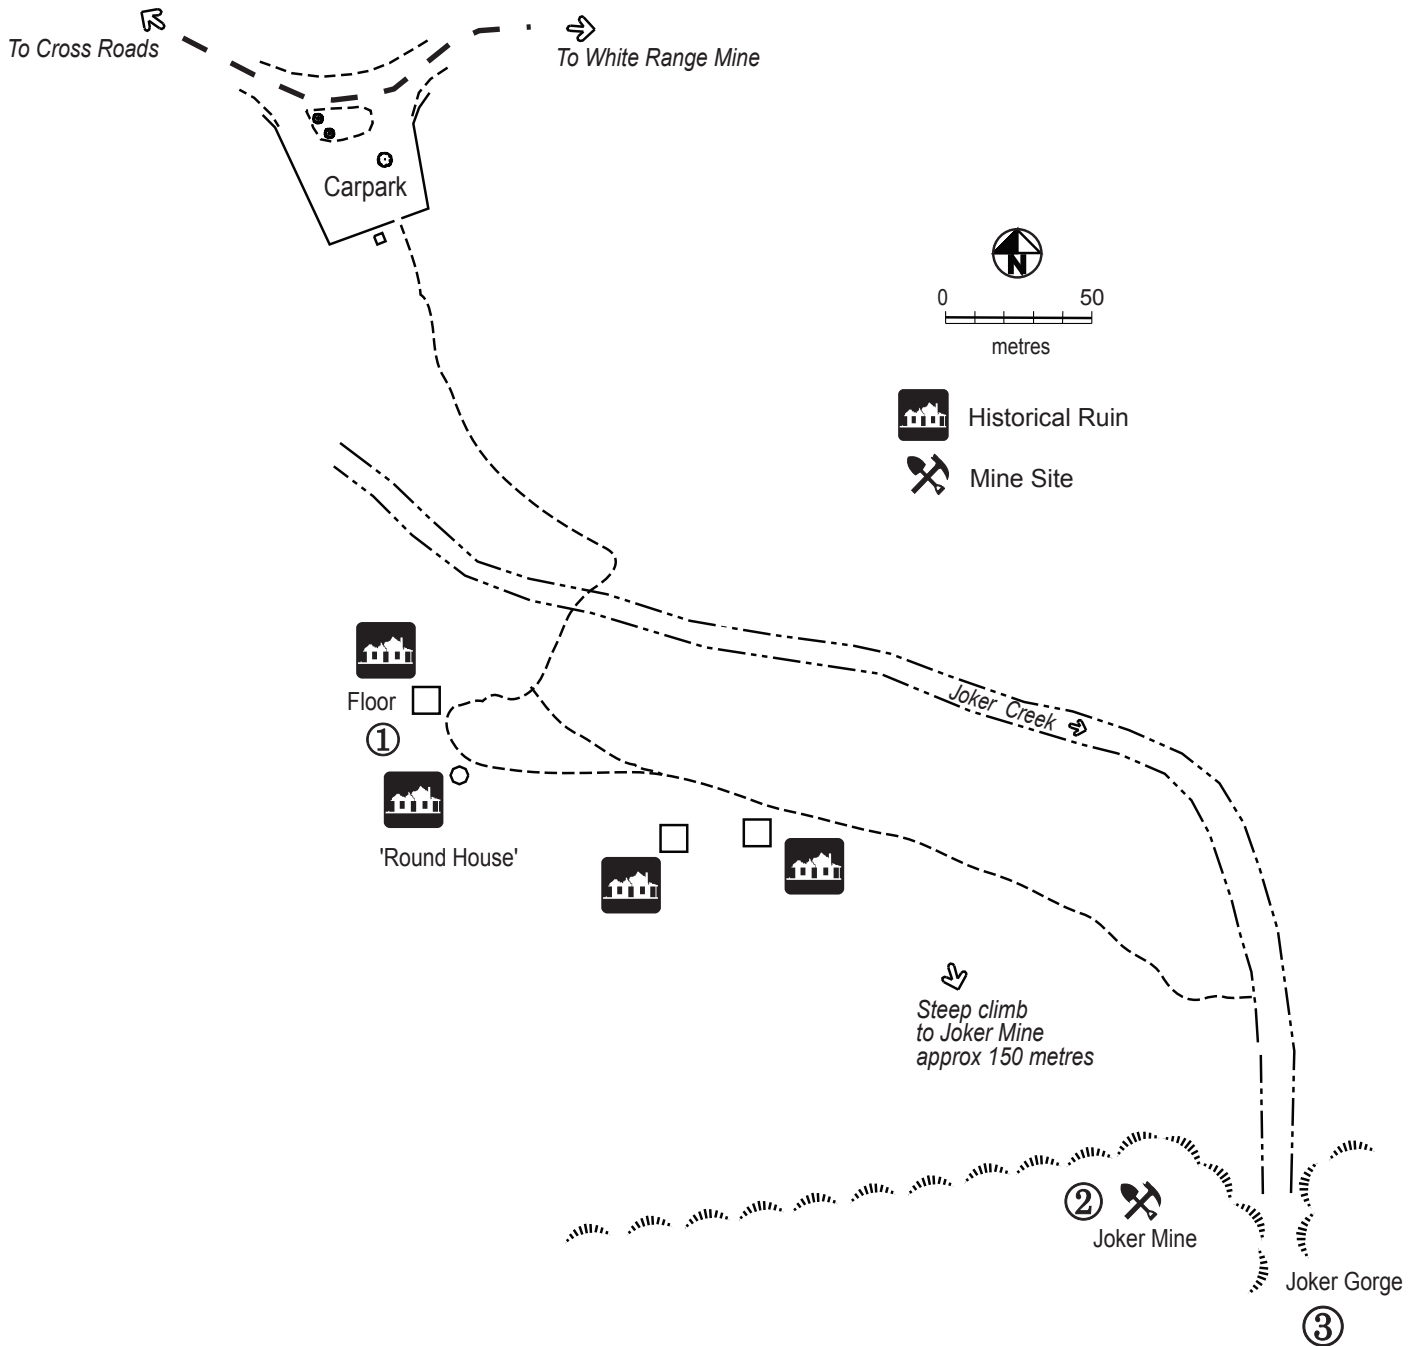 To Cross Roads
To White Range Mine
Carpark
N
0 50
metres
Historical Ruin
Mine Site
Floor
1
'Round House'
Joker Creek
Steep climb
to Joker Mine
approx 150 metres
2
Joker Mine
Joker Gorge
3